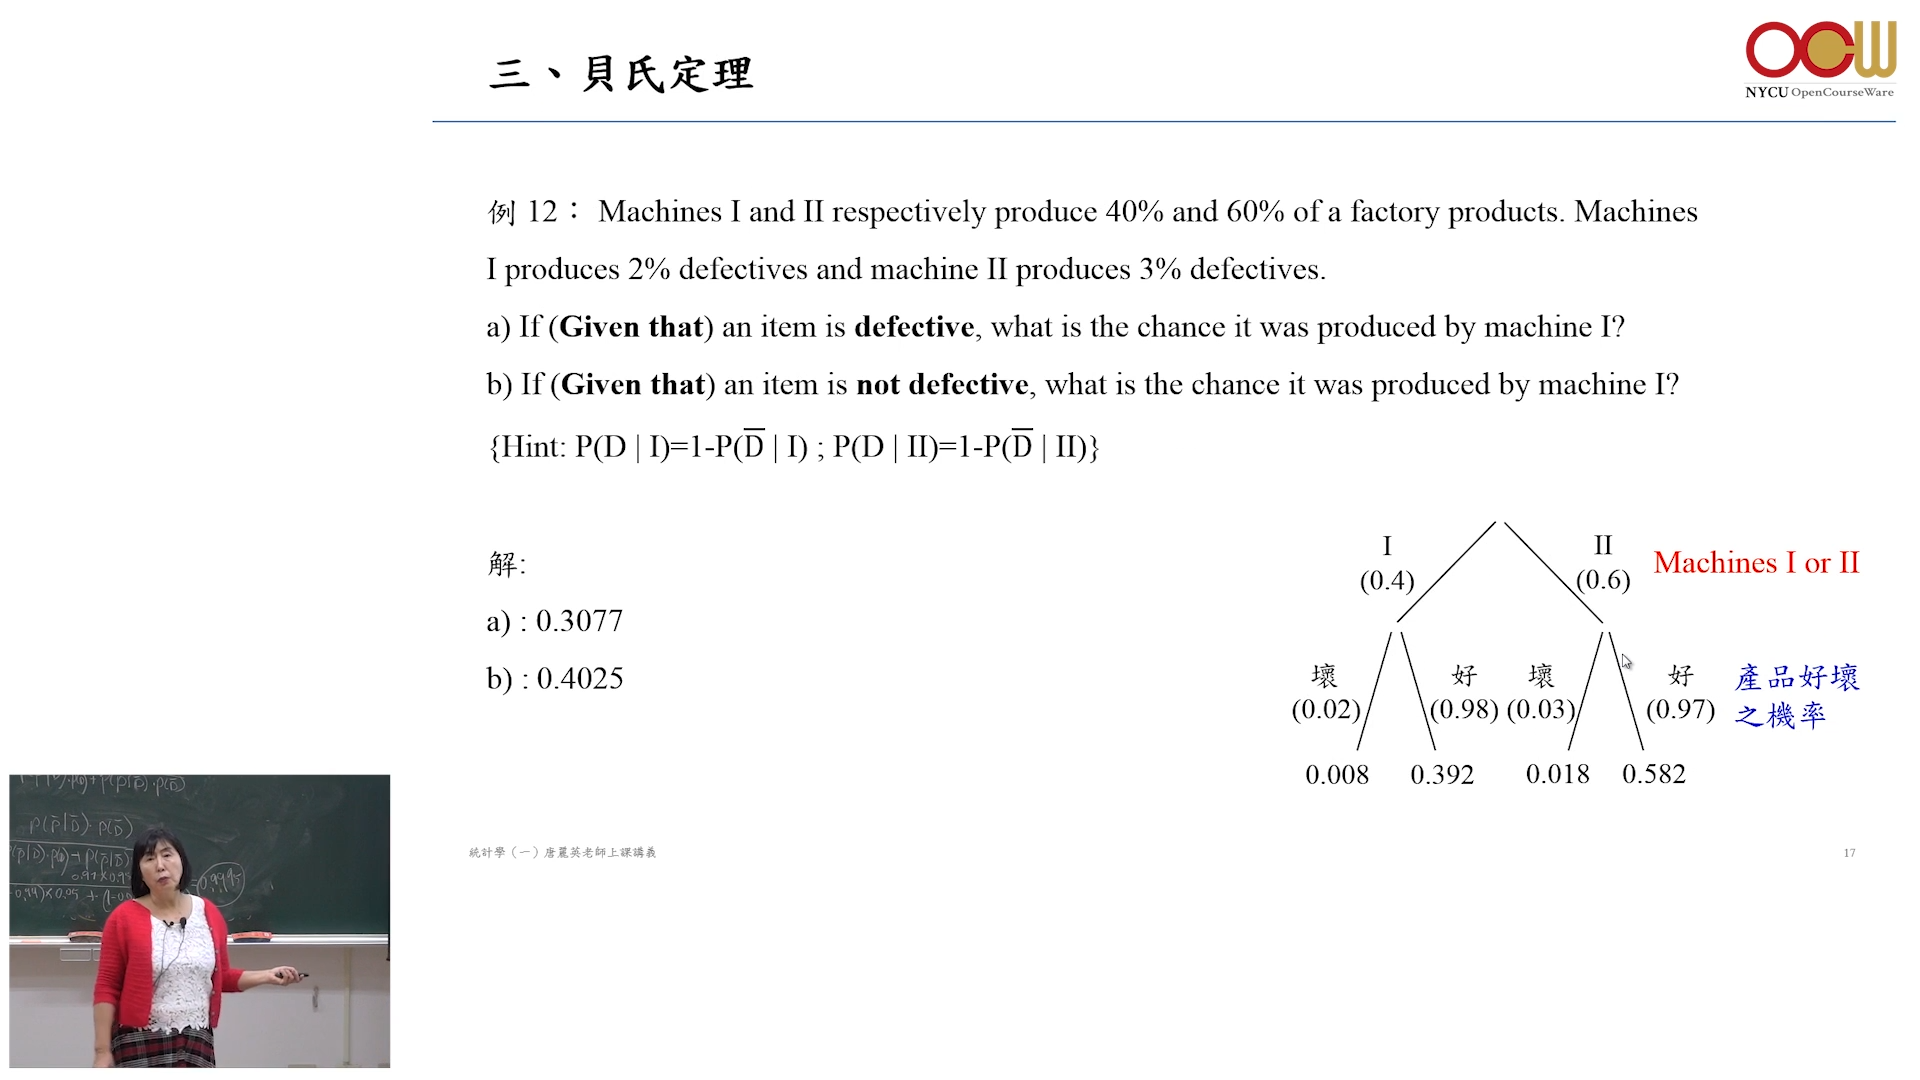 三、貝氏定理
OCW
NYCU OpenCourseWare
例 12： Machines I and II respectively produce 40% and 60% of a factory products. Machines
I produces 2% defectives and machine II produces 3% defectives.
a) If (Given that) an item is defective, what is the chance it was produced by machine I?
b) If (Given that) an item is not defective, what is the chance it was produced by machine I?
{Hint: P(D | I)=1-P(D̅ | I) ; P(D | II)=1-P(D̅ | II)}
解:
a) : 0.3077
b) : 0.4025
I II
(0.4) (0.6)
Machines I or II
壞 好 壞 好
(0.02) (0.98) (0.03) (0.97)
產品好壞
之機率
0.008 0.392 0.018 0.582
P(P̅|D̅)·P(D̅)
統計學（一）唐麗英老師上課講義
17